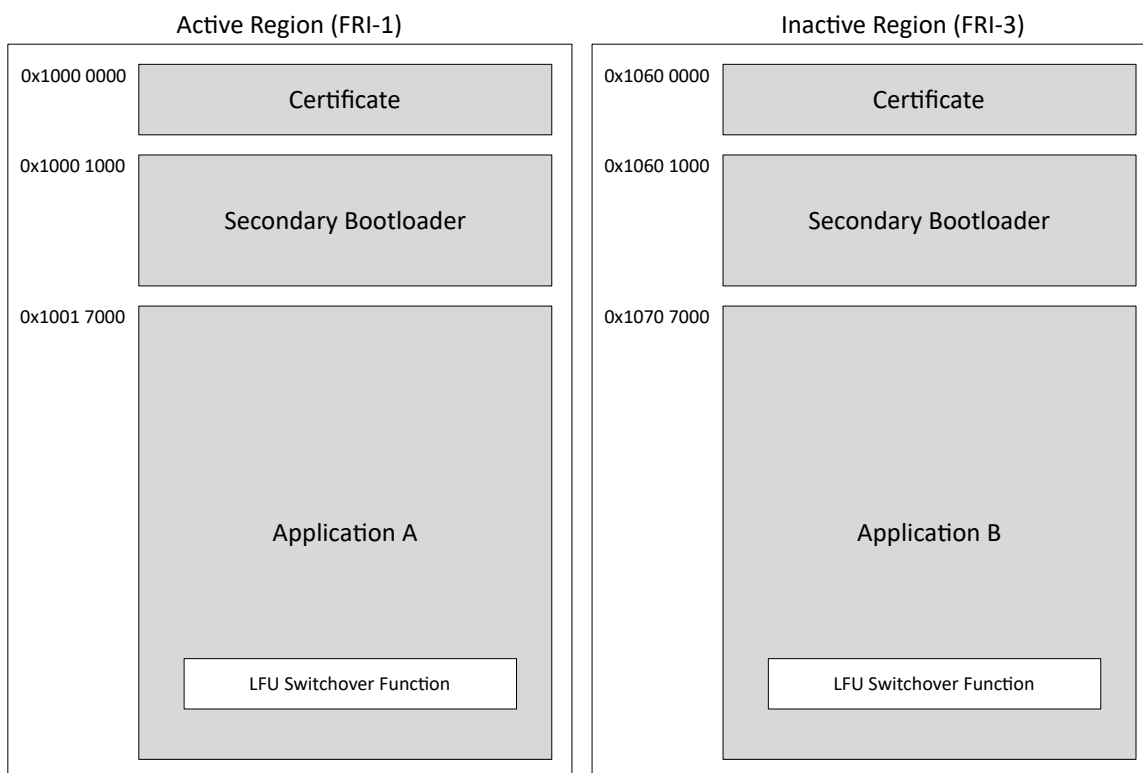 Active Region (FRI-1)
0x1000 0000
Certificate
0x1000 1000
Secondary Bootloader
0x1001 7000
Application A
LFU Switchover Function
Inactive Region (FRI-3)
0x1060 0000
Certificate
0x1060 1000
Secondary Bootloader
0x1070 7000
Application B
LFU Switchover Function